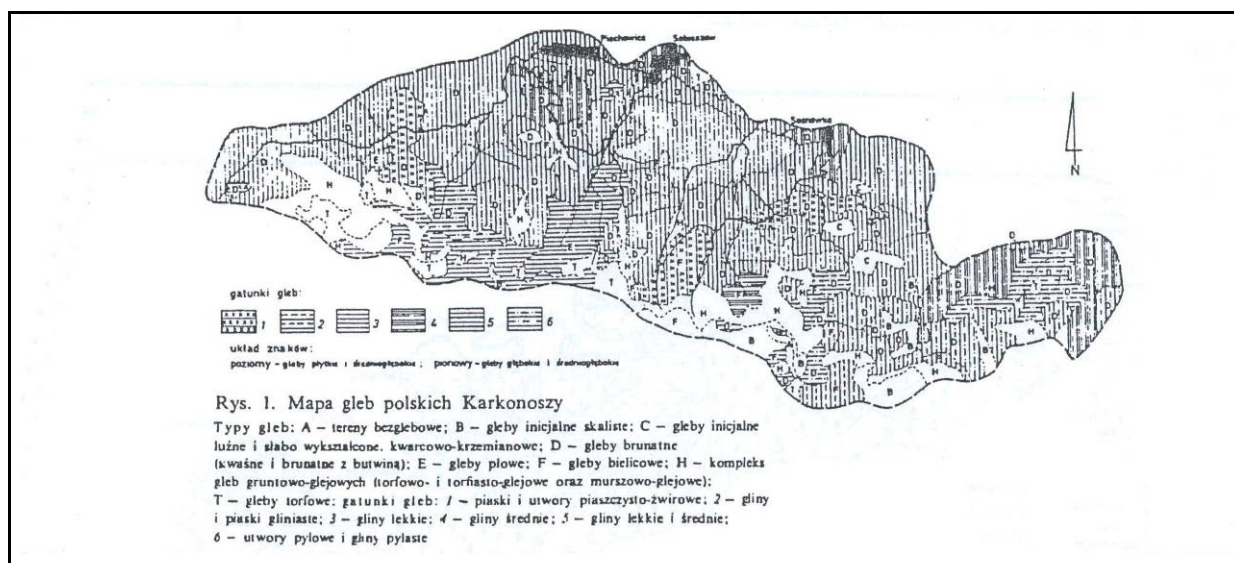 Piechowice Sobieszów
Sosnówka
N
gatunki gleb:
1 2 3 4 5 6
układ znaków:
poziomy - gleby płytkie i średniogłębokie; pionowy - gleby głębokie i średniogłębokie
Rys. 1. Mapa gleb polskich Karkonoszy
Typy gleb: A – tereny bezglebowe; B – gleby inicjalne skaliste; C – gleby inicjalne
luźne i słabo wykształcone, kwarcowo-krzemianowe; D – gleby brunatne
(kwaśne i brunatne z butwiną); E – gleby płowe; F – gleby bielicowe; H – kompleks
gleb gruntowo-glejowych (torfowo- i torfiasto-glejowe oraz murszowo-glejowe);
T – gleby torfowe; gatunki gleb: 1 – piaski i utwory piaszczysto-żwirowe; 2 – gliny
i piaski gliniaste; 3 – gliny lekkie; 4 – gliny średnie; 5 – gliny lekkie i średnie;
6 – utwory pyłowe i gliny pylaste